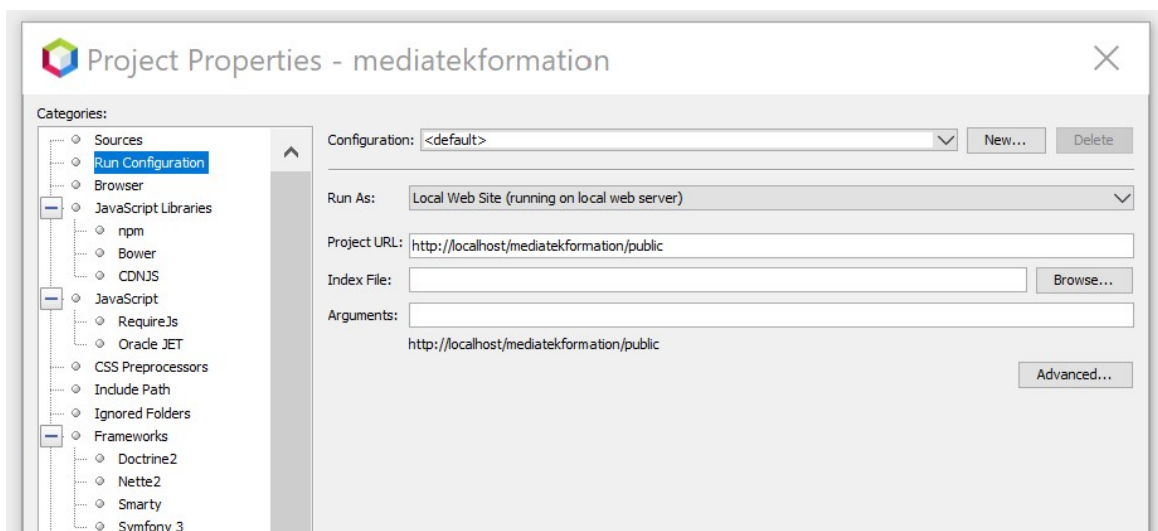 Project Properties - mediatekformation
Categories:
Sources
Run Configuration
Browser
JavaScript Libraries
npm
Bower
CDNJS
JavaScript
RequireJs
Oracle JET
CSS Preprocessors
Include Path
Ignored Folders
Frameworks
Doctrine2
Nette2
Smarty
Symfony 3
Configuration: <default> New... Delete
Run As: Local Web Site (running on local web server)
Project URL: http://localhost/mediatekformation/public
Index File: Browse...
Arguments:
http://localhost/mediatekformation/public
Advanced...